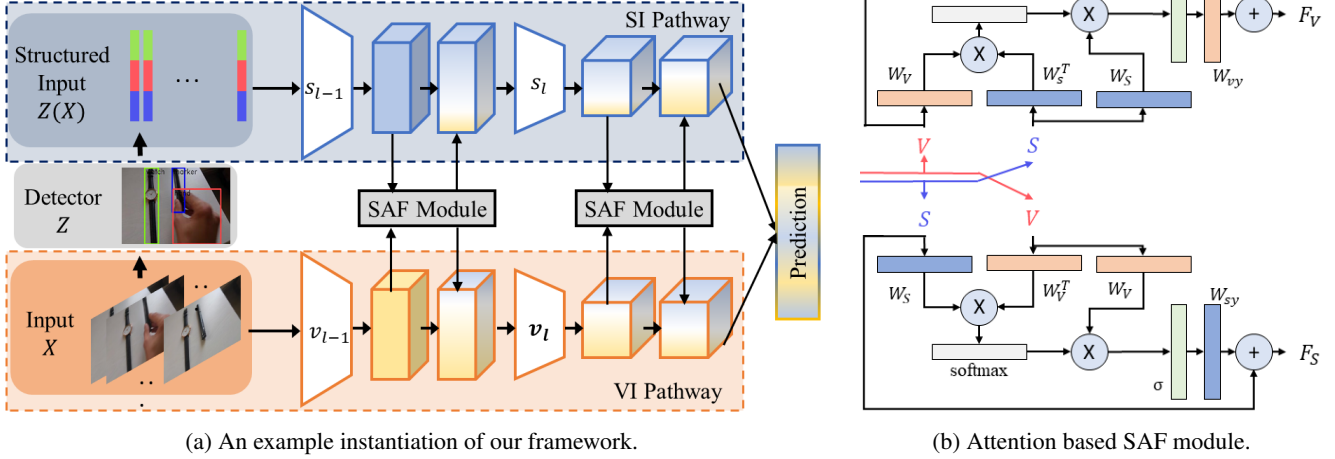 SI Pathway
Structured
Input
Z(X)
...
s_{l-1}
s_l
Detector
Z
SAF Module
SAF Module
Prediction
Input
X
v_{l-1}
v_l
VI Pathway
(a) An example instantiation of our framework.
X
+
F_V
X
W_V
W_s^T
W_S
W_{vy}
V
S
S
V
W_S
W_V^T
W_V
W_{sy}
X
X
+
F_S
softmax
σ
(b) Attention based SAF module.